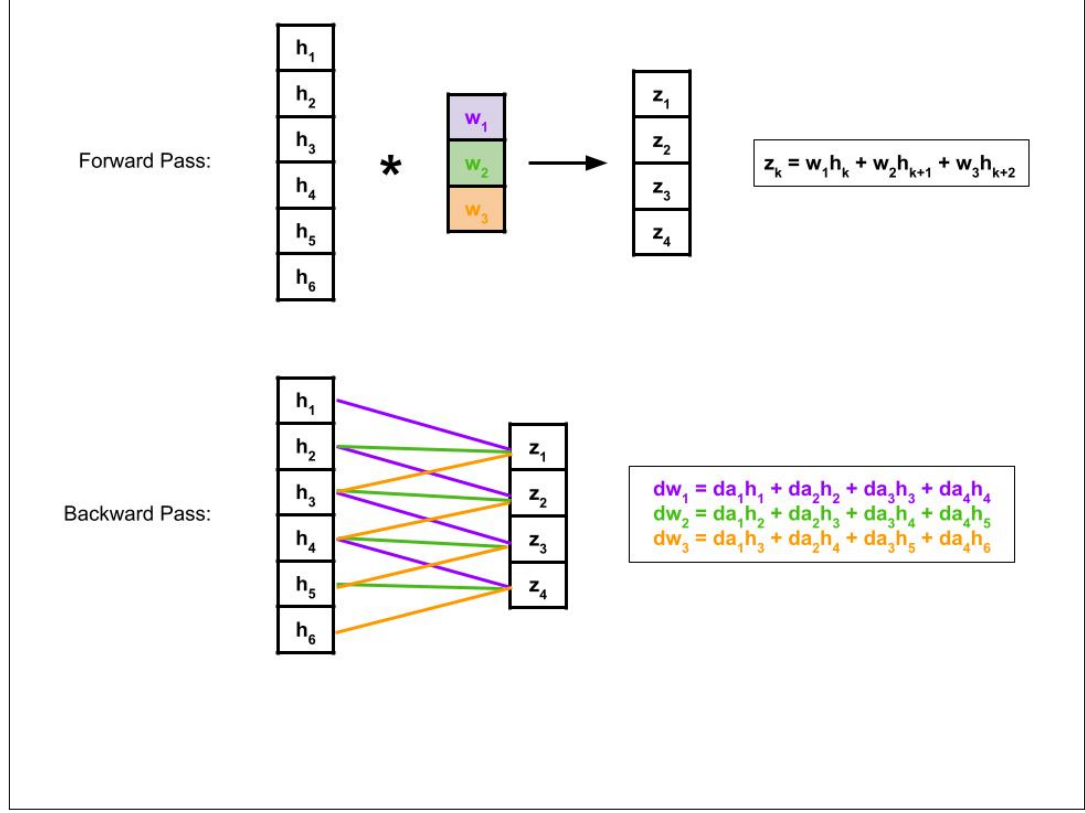 Forward Pass:
h₁
h₂
h₃
h₄
h₅
h₆
*
w₁
w₂
w₃
z₁
z₂
z₃
z₄
zₖ = w₁hₖ + w₂hₖ₊₁ + w₃hₖ₊₂
Backward Pass:
h₁
h₂
h₃
h₄
h₅
h₆
z₁
z₂
z₃
z₄
dw₁ = da₁h₁ + da₂h₂ + da₃h₃ + da₄h₄
dw₂ = da₁h₂ + da₂h₃ + da₃h₄ + da₄h₅
dw₃ = da₁h₃ + da₂h₄ + da₃h₅ + da₄h₆